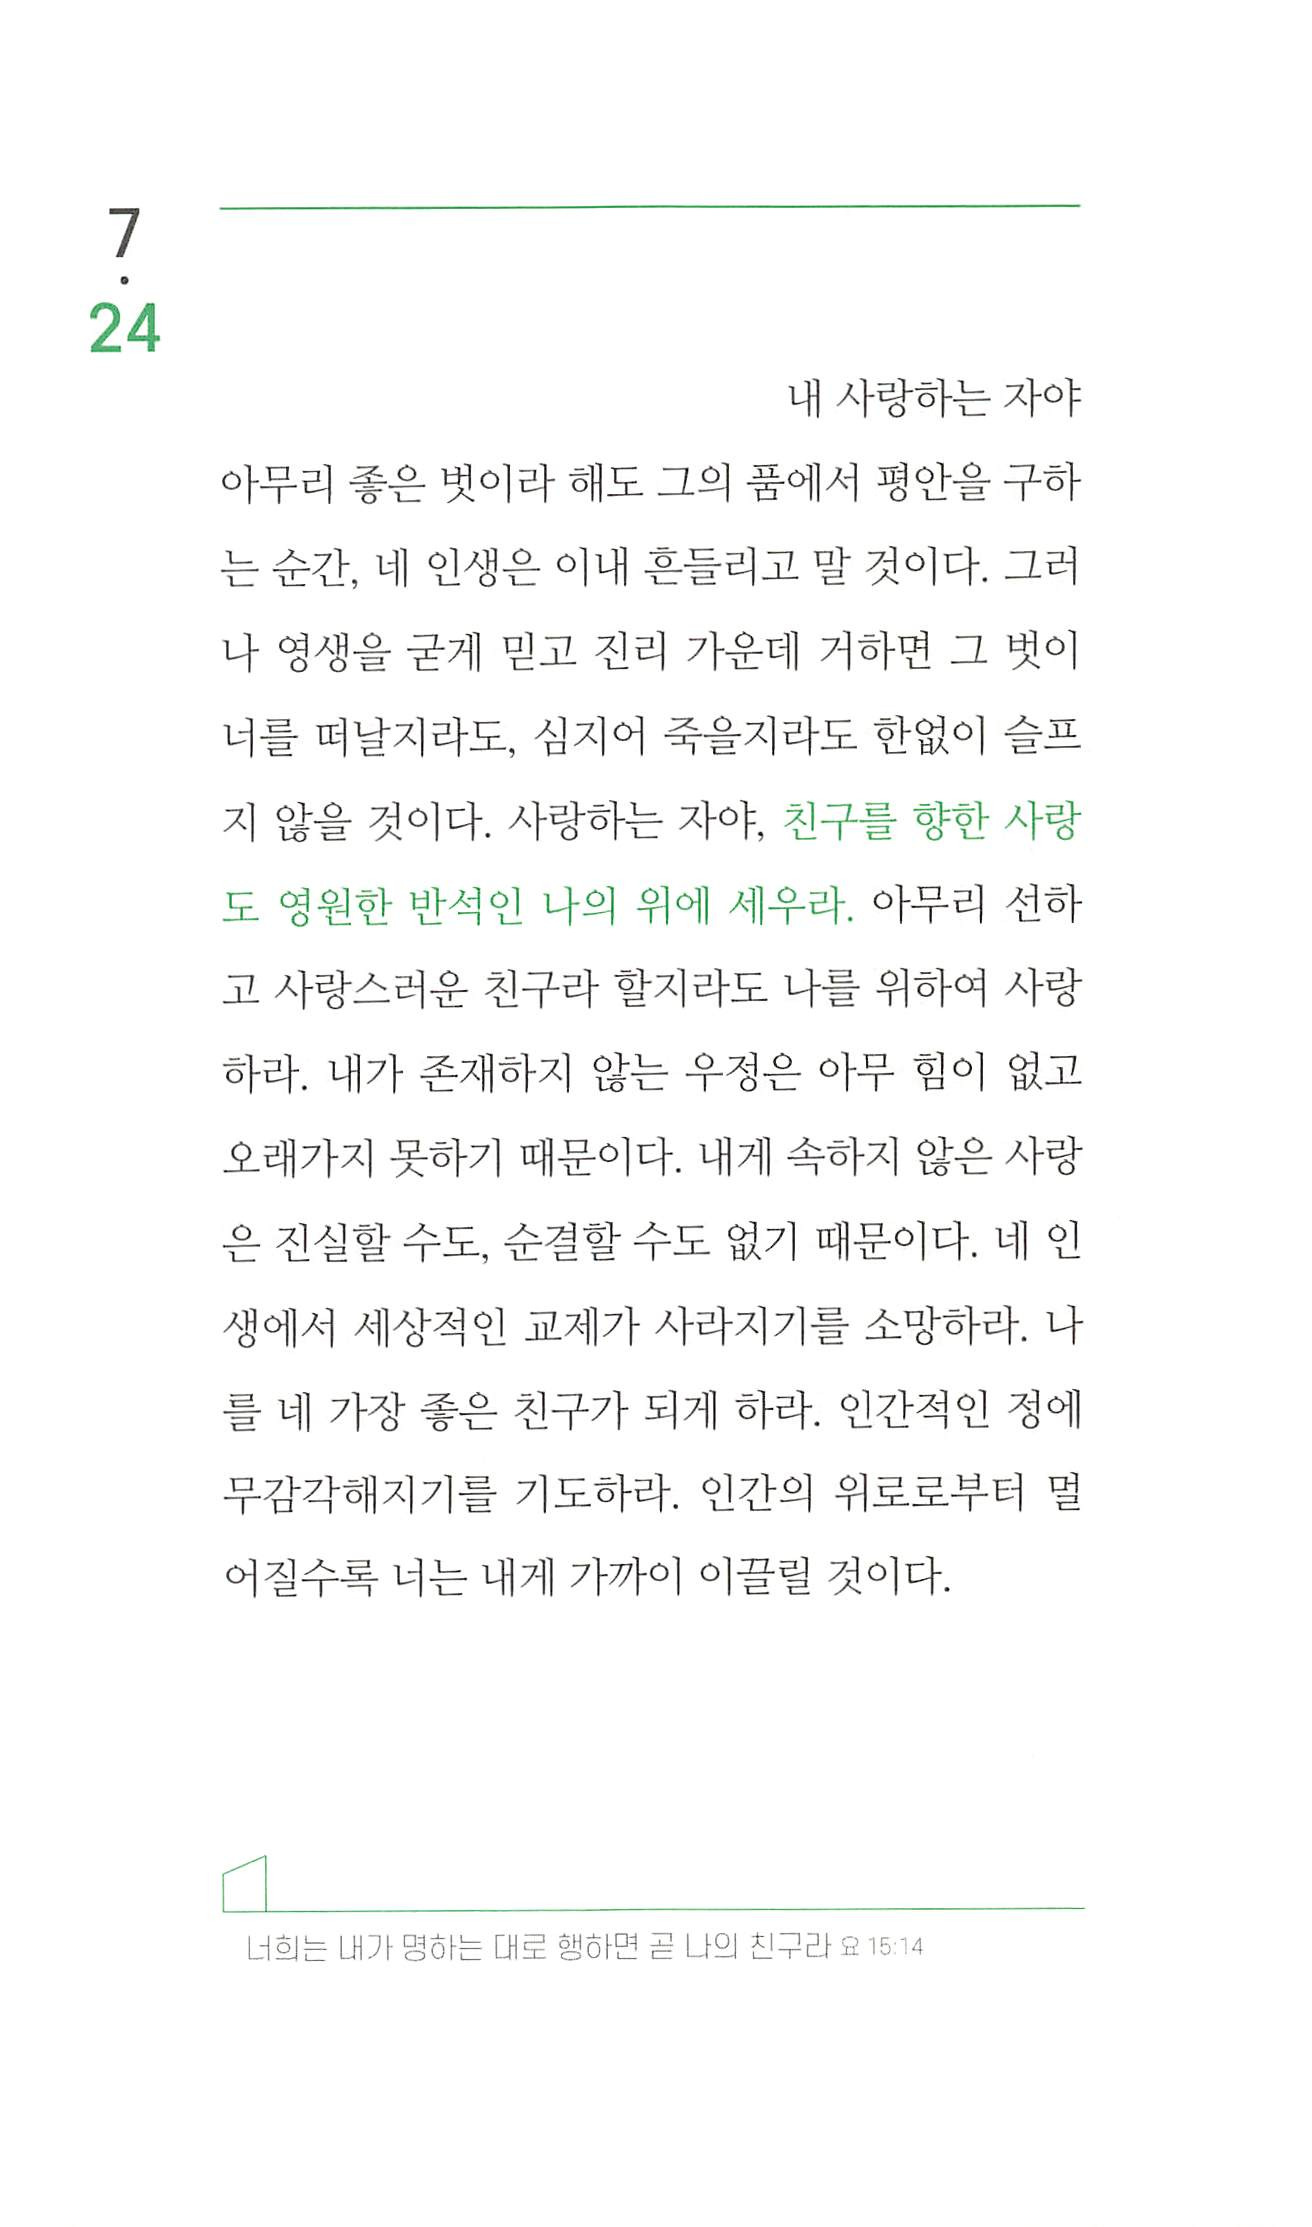 7
.
24
내 사랑하는 자야
아무리 좋은 벗이라 해도 그의 품에서 평안을 구하
는 순간, 네 인생은 이내 흔들리고 말 것이다. 그러
나 영생을 굳게 믿고 진리 가운데 거하면 그 벗이
너를 떠날지라도, 심지어 죽을지라도 한없이 슬프
지 않을 것이다. 사랑하는 자야, 친구를 향한 사랑
도 영원한 반석인 나의 위에 세우라. 아무리 선하
고 사랑스러운 친구라 할지라도 나를 위하여 사랑
하라. 내가 존재하지 않는 우정은 아무 힘이 없고
오래가지 못하기 때문이다. 내게 속하지 않은 사랑
은 진실할 수도, 순결할 수도 없기 때문이다. 네 인
생에서 세상적인 교제가 사라지기를 소망하라. 나
를 네 가장 좋은 친구가 되게 하라. 인간적인 정에
무감각해지기를 기도하라. 인간의 위로로부터 멀
어질수록 너는 내게 가까이 이끌릴 것이다.
너희는 내가 명하는 대로 행하면 곧 나의 친구라 요 15:14